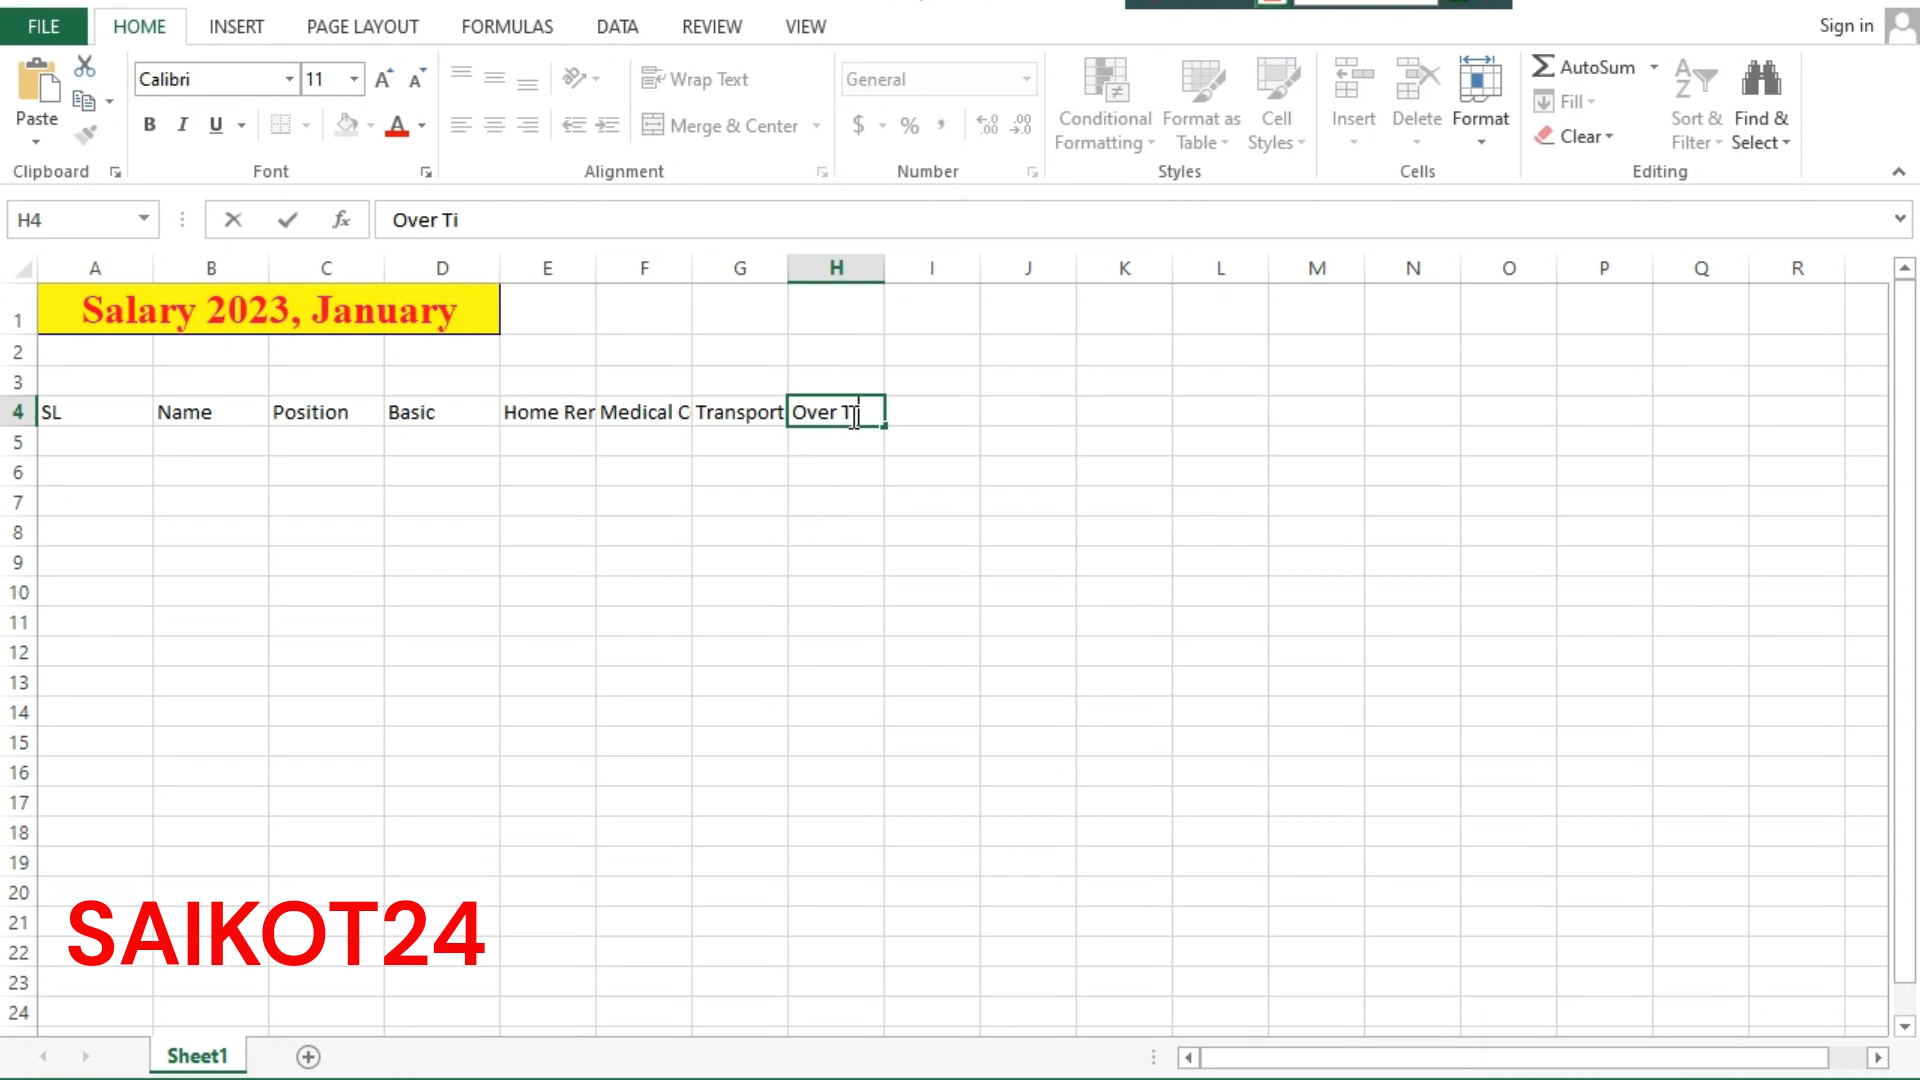 FILE HOME INSERT PAGE LAYOUT FORMULAS DATA REVIEW VIEW Sign in
Calibri 11 Wrap Text General AutoSum
Paste B I U Merge & Center $ % , Conditional Formatting Format as Table Cell Styles Insert Delete Format Fill Clear Sort & Filter Find & Select
Clipboard Font Alignment Number Styles Cells Editing
H4 fx Over Ti
A B C D E F G H I J K L M N O P Q R
1 Salary 2023, January
2
3
4 SL Name Position Basic Home Ren Medical C Transport Over Ti
5
6
7
8
9
10
11
12
13
14
15
16
17
18
19
20
21
22
23
24
SAIKOT24
Sheet1